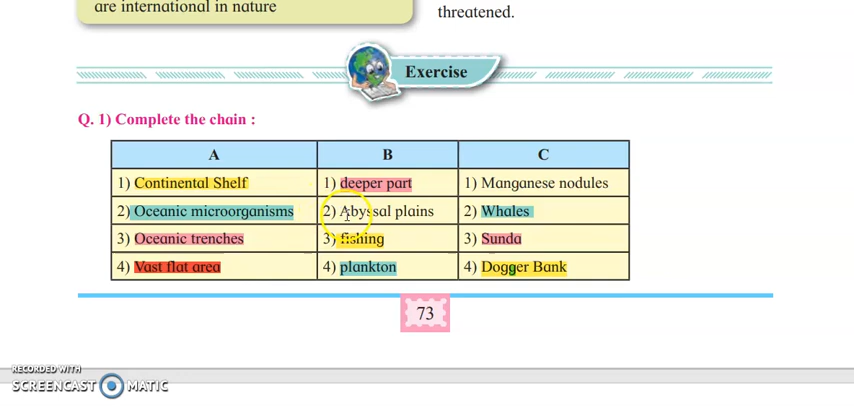 are international in nature
threatened.
Exercise
Q. 1) Complete the chain :
A B C
1) Continental Shelf 1) deeper part 1) Manganese nodules
2) Oceanic microorganisms 2) Abyssal plains 2) Whales
3) Oceanic trenches 3) fishing 3) Sunda
4) Vast flat area 4) plankton 4) Dogger Bank
73
RECORDED WITH
SCREENCAST MATIC